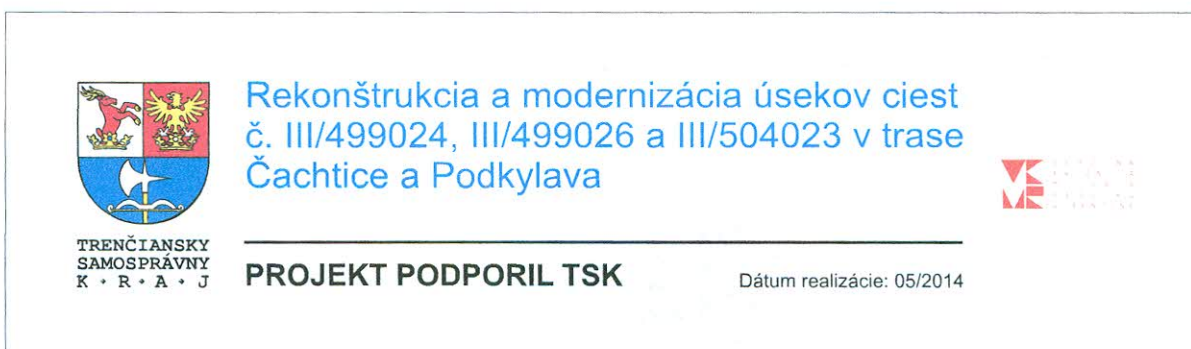 Rekonštrukcia a modernizácia úsekov ciest
č. III/499024, III/499026 a III/504023 v trase
Čachtice a Podkylava
TRENČIANSKY
SAMOSPRÁVNY
K · R · A · J
PROJEKT PODPORIL TSK
Dátum realizácie: 05/2014